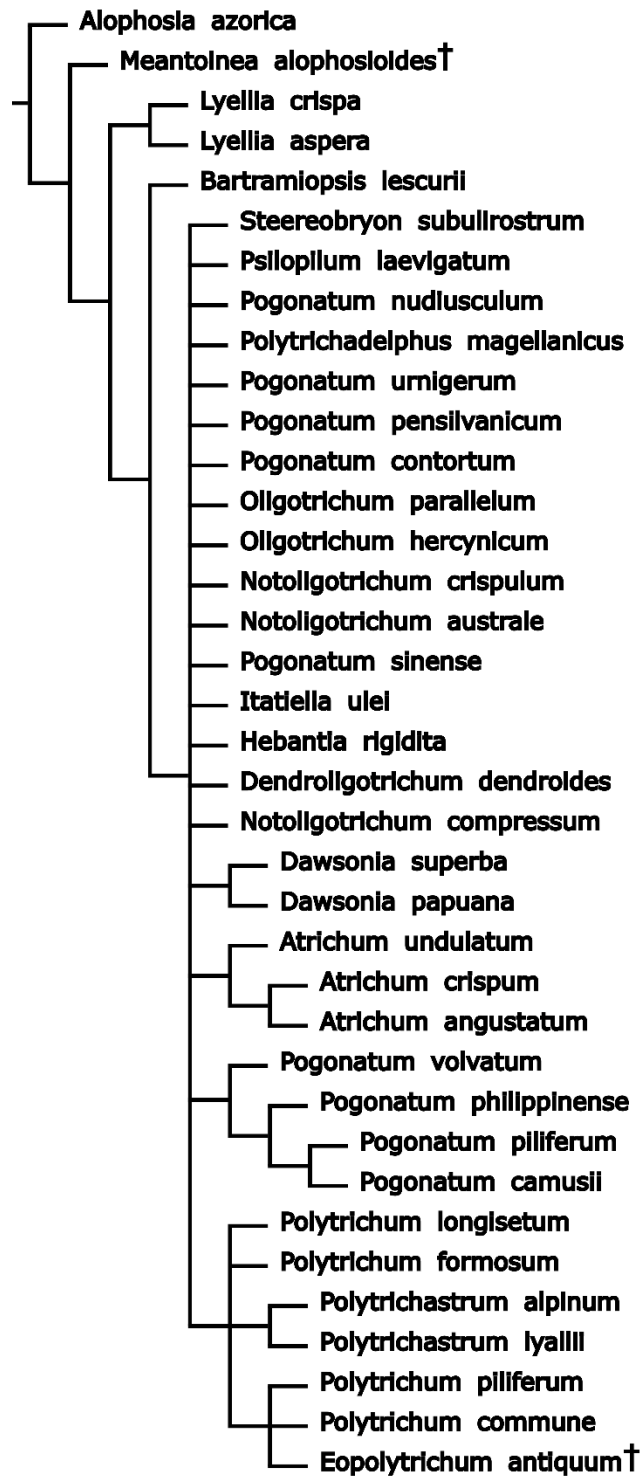 Alophosia azorica
Meantoinea alophosioides†
Lyellia crispa
Lyellia aspera
Bartramiopsis lescurii
Steereobryon subulirostrum
Psilopilum laevigatum
Pogonatum nudiusculum
Polytrichadelphus magellanicus
Pogonatum urnigerum
Pogonatum pensilvanicum
Pogonatum contortum
Oligotrichum parallelum
Oligotrichum hercynicum
Notoligotrichum crispulum
Notoligotrichum australe
Pogonatum sinense
Itatiella ulei
Hebantia rigidita
Dendroligotrichum dendroides
Notoligotrichum compressum
Dawsonia superba
Dawsonia papuana
Atrichum undulatum
Atrichum crispum
Atrichum angustatum
Pogonatum volvatum
Pogonatum philippinense
Pogonatum piliferum
Pogonatum camusii
Polytrichum longisetum
Polytrichum formosum
Polytrichastrum alpinum
Polytrichastrum lyallii
Polytrichum piliferum
Polytrichum commune
Eopolytrichum antiquum†